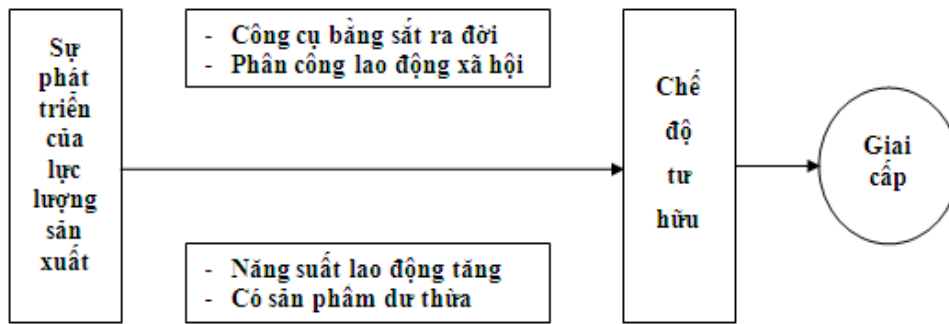 Sự
phát
triển
của
lực
lượng
sản
xuất
- Công cụ bằng sắt ra đời
- Phân công lao động xã hội
- Năng suất lao động tăng
- Có sản phẩm dư thừa
Chế
độ
tư
hữu
Giai
cấp